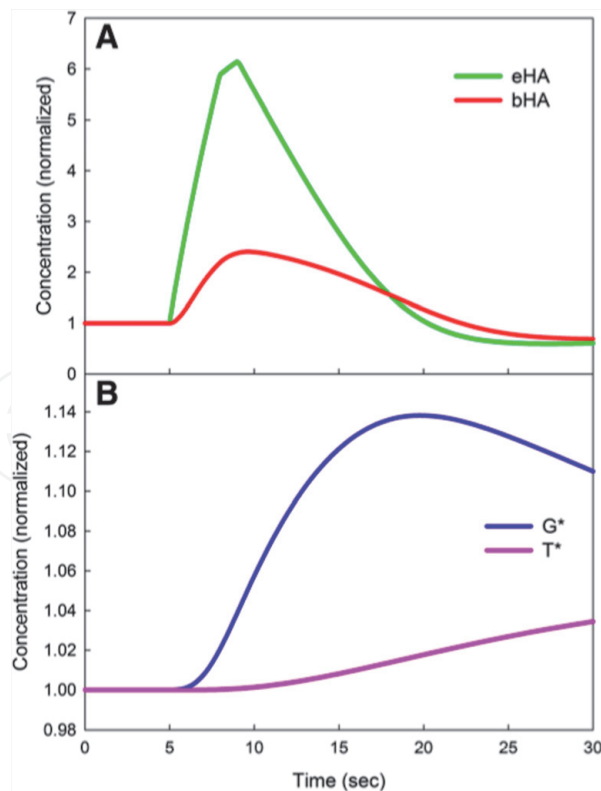 A
7
6
5
4
3
2
1
0
Concentration (normalized)
eHA
bHA
B
1.14
1.12
1.10
1.08
1.06
1.04
1.02
1.00
0.98
Concentration (normalized)
G*
T*
0 5 10 15 20 25 30
Time (sec)